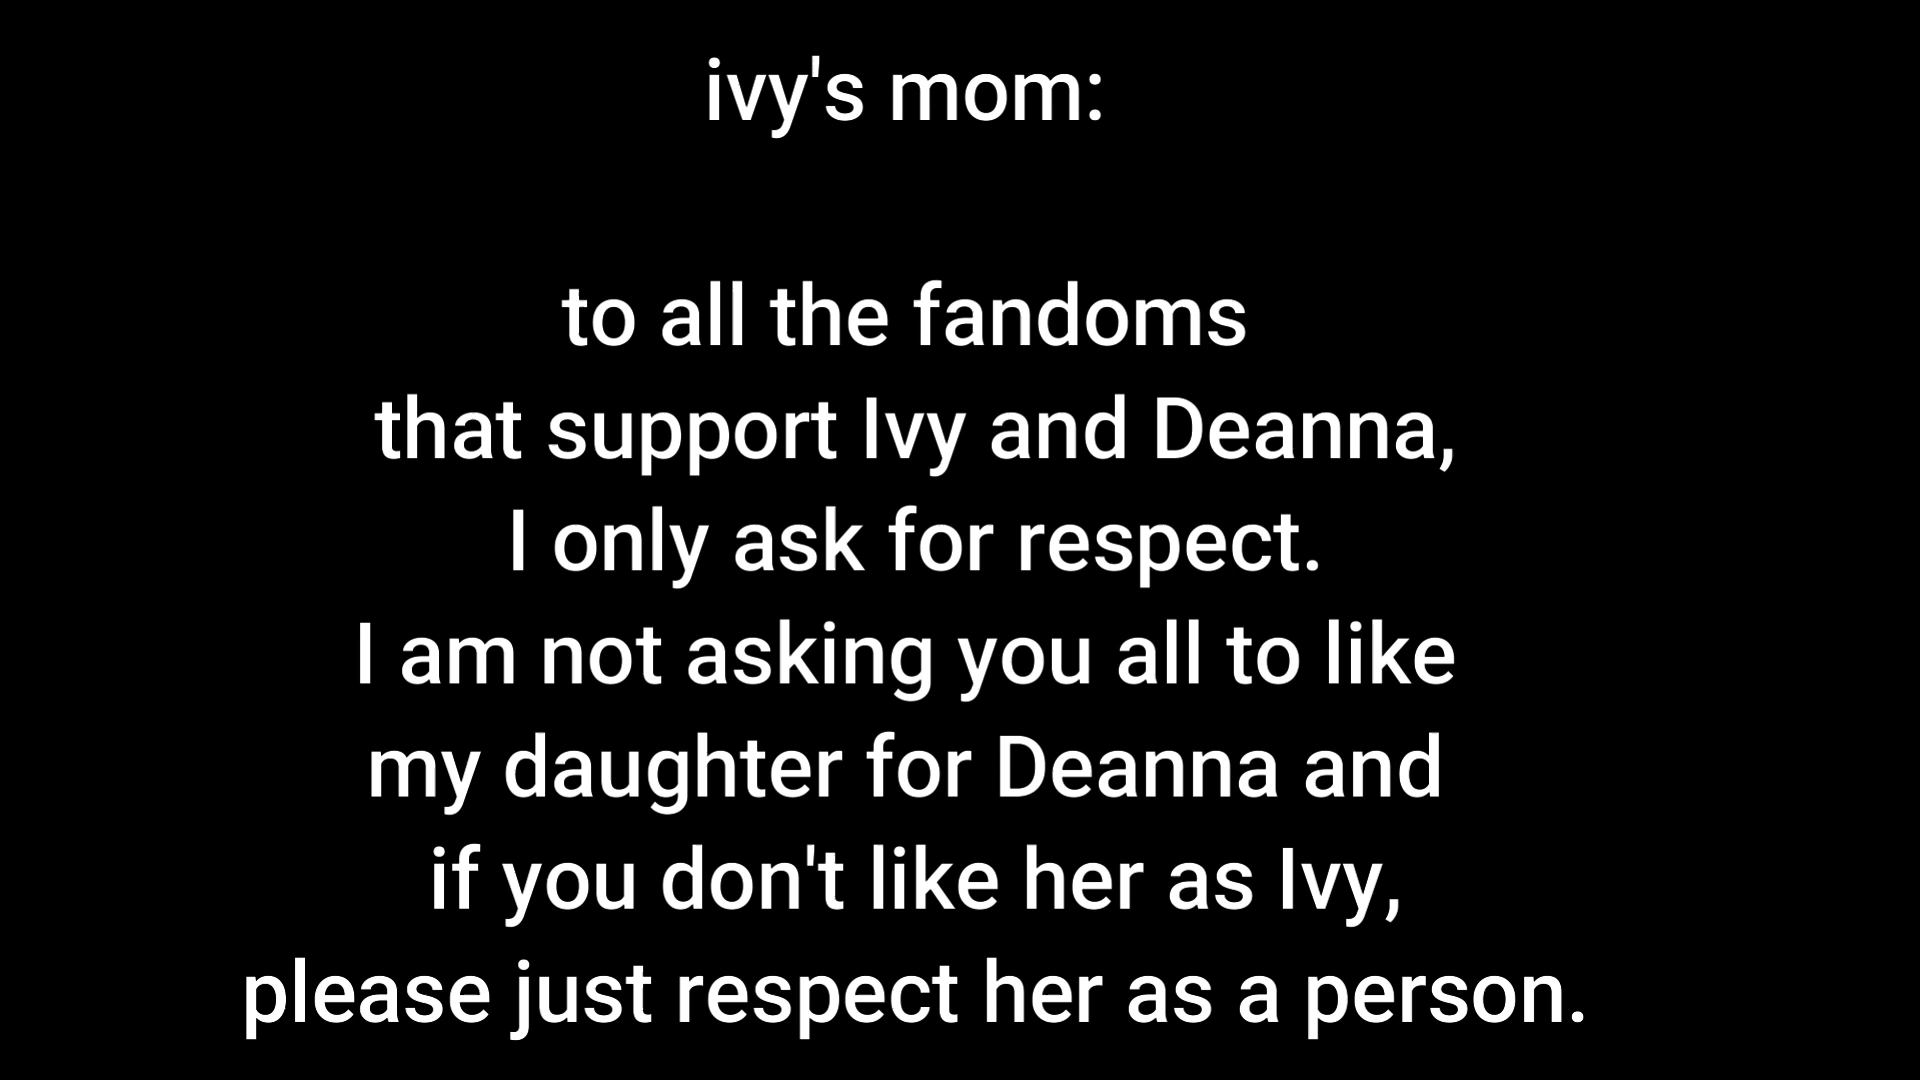 ivy's mom:
to all the fandoms
that support Ivy and Deanna,
I only ask for respect.
I am not asking you all to like
my daughter for Deanna and
if you don't like her as Ivy,
please just respect her as a person.